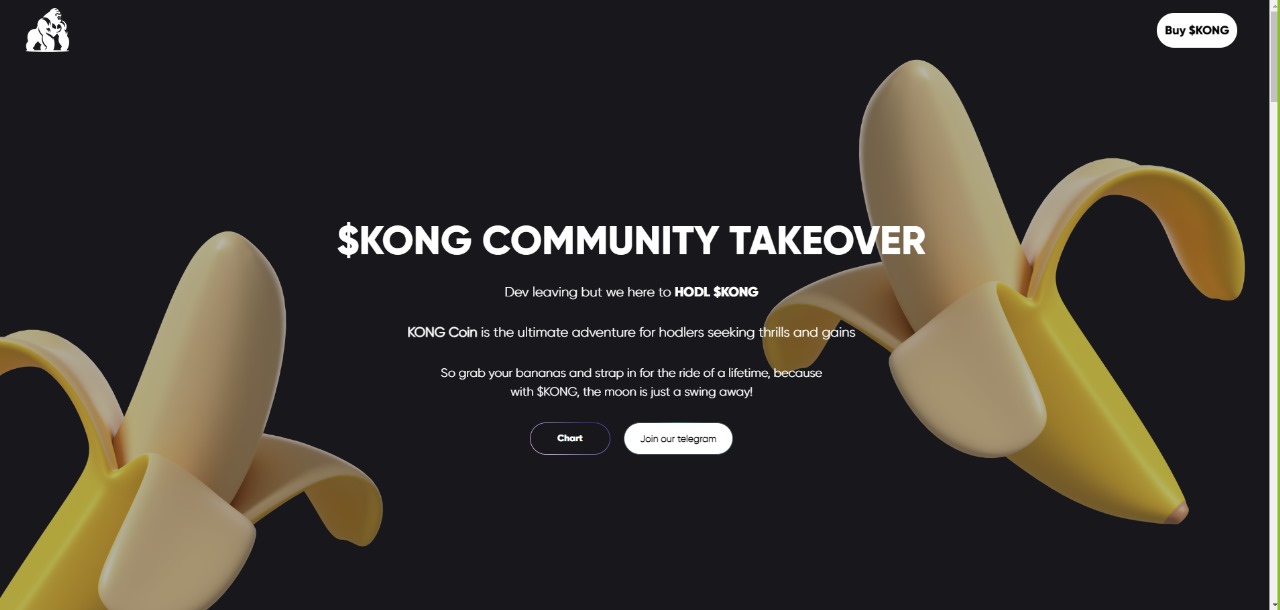 Buy $KONG
$KONG COMMUNITY TAKEOVER
Dev leaving but we here to HODL $KONG
KONG Coin is the ultimate adventure for hodlers seeking thrills and gains
So grab your bananas and strap in for the ride of a lifetime, because
with $KONG, the moon is just a swing away!
Chart
Join our telegram